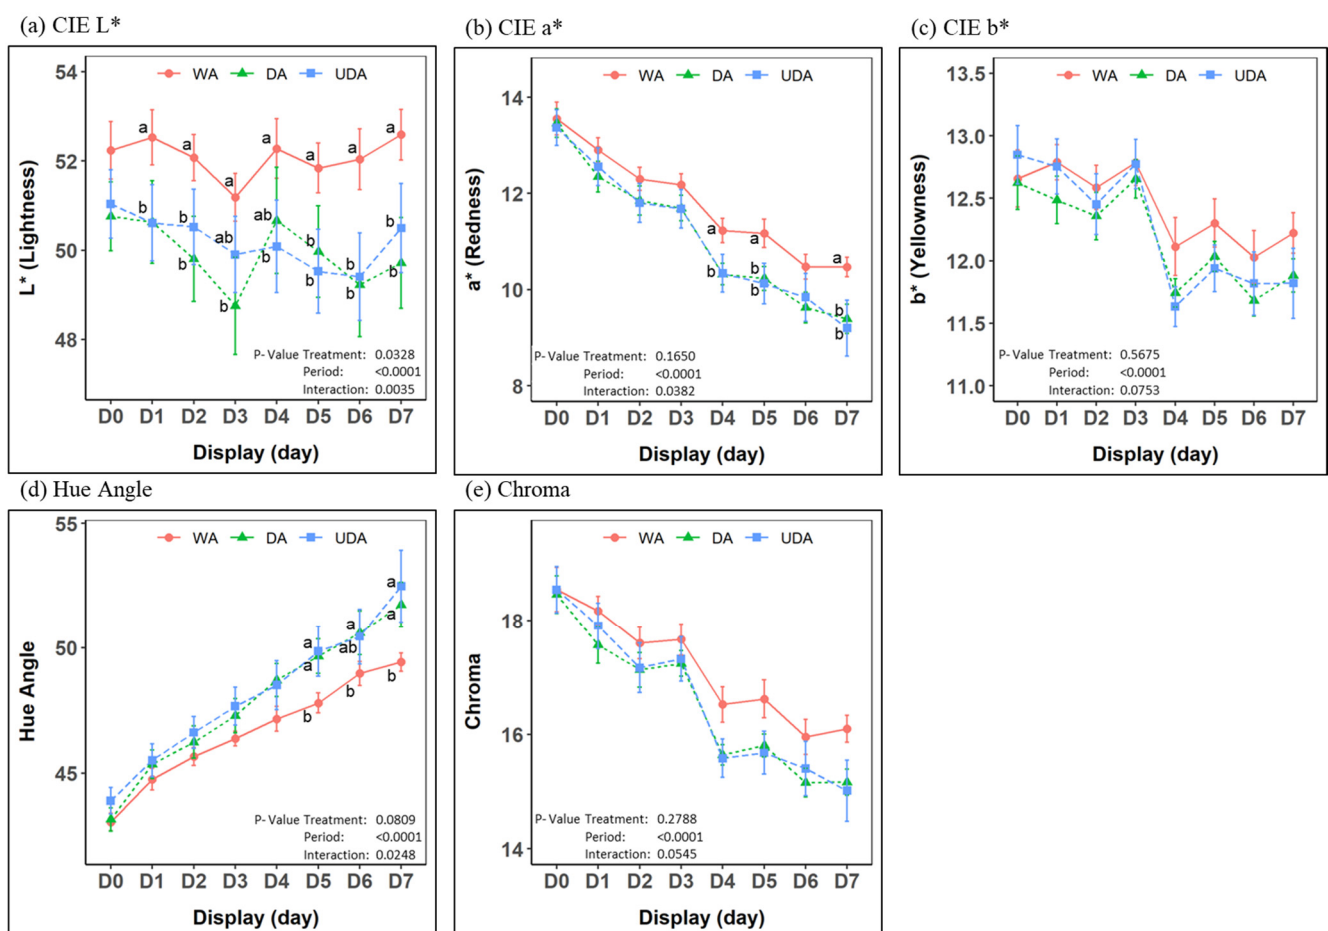 (a) CIE L*
54
52
50
48
L* (Lightness)
WA DA UDA
a a a a a a a
b b ab ab b b b
b b b b b
P- Value Treatment: 0.0328
Period: <0.0001
Interaction: 0.0035
D0 D1 D2 D3 D4 D5 D6 D7
Display (day)
(b) CIE a*
14
12
10
8
a* (Redness)
WA DA UDA
a a a
b b b
b
P- Value Treatment: 0.1650
Period: <0.0001
Interaction: 0.0382
D0 D1 D2 D3 D4 D5 D6 D7
Display (day)
(c) CIE b*
13.5
13.0
12.5
12.0
11.5
11.0
b* (Yellowness)
WA DA UDA
P- Value Treatment: 0.5675
Period: <0.0001
Interaction: 0.0753
D0 D1 D2 D3 D4 D5 D6 D7
Display (day)
(d) Hue Angle
55
50
45
Hue Angle
WA DA UDA
a a a
a ab a
b b b
P- Value Treatment: 0.0809
Period: <0.0001
Interaction: 0.0248
D0 D1 D2 D3 D4 D5 D6 D7
Display (day)
(e) Chroma
18
16
14
Chroma
WA DA UDA
P- Value Treatment: 0.2788
Period: <0.0001
Interaction: 0.0545
D0 D1 D2 D3 D4 D5 D6 D7
Display (day)